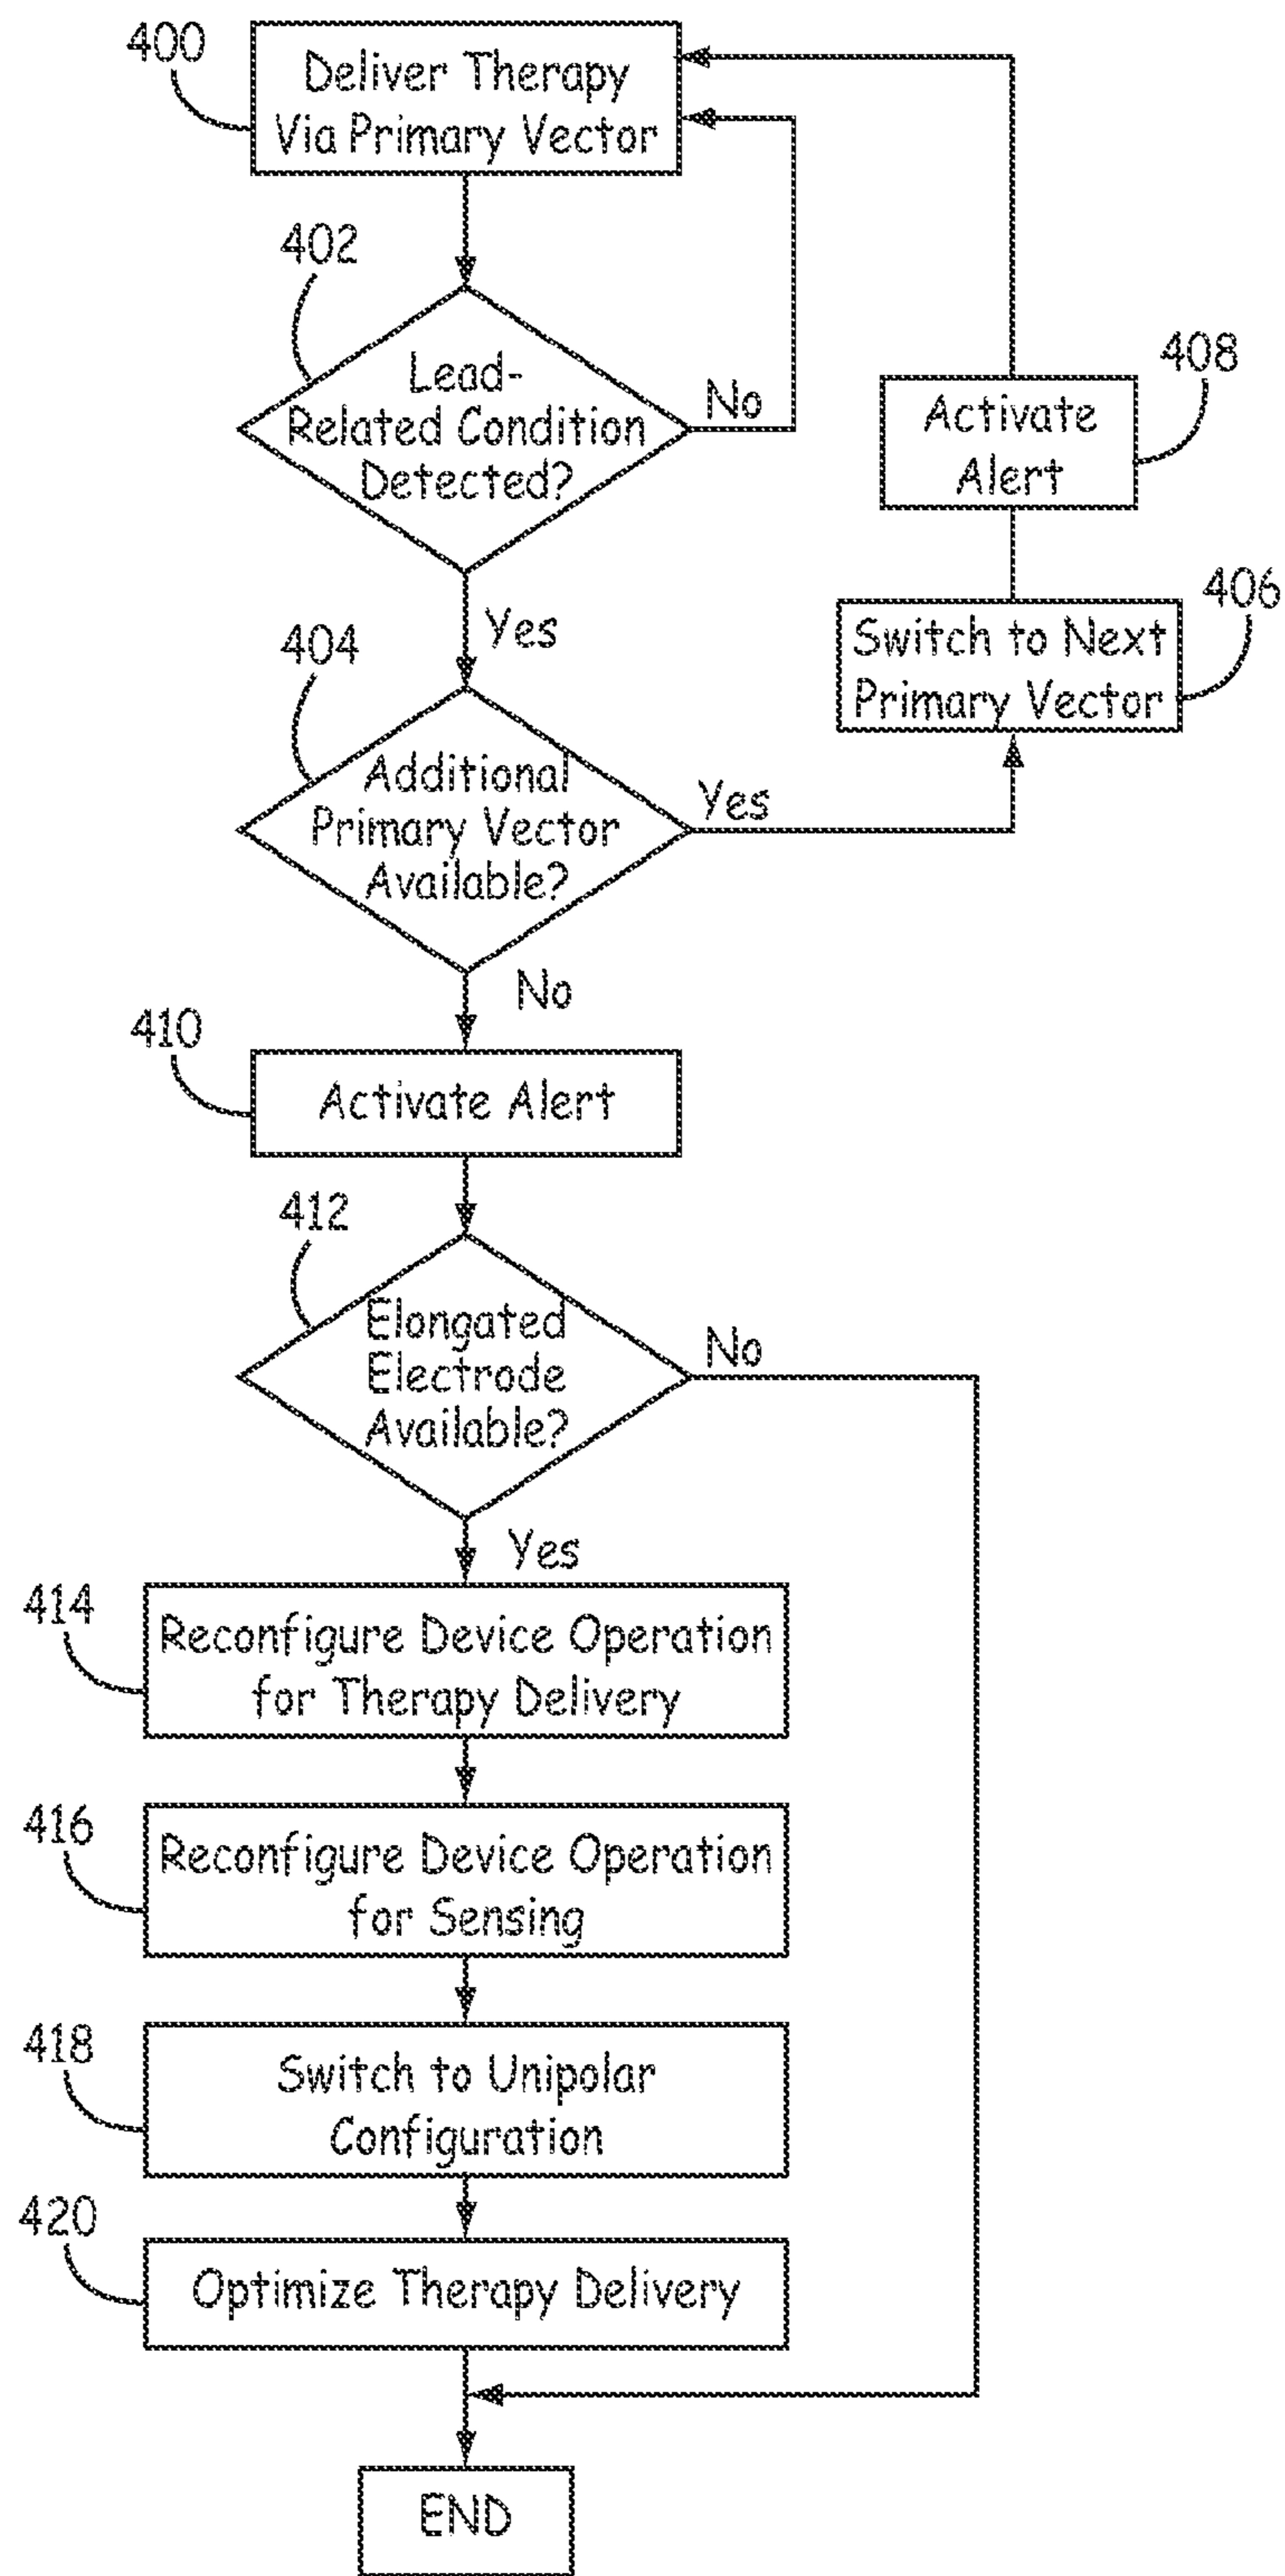 400
Deliver Therapy
Via Primary Vector
402
Lead-
Related Condition
Detected?
No
408
Activate
Alert
406
Switch to Next
Primary Vector
Yes
404
Additional
Primary Vector
Available?
Yes
No
410
Activate Alert
412
Elongated
Electrode
Available?
No
Yes
414
Reconfigure Device Operation
for Therapy Delivery
416
Reconfigure Device Operation
for Sensing
418
Switch to Unipolar
Configuration
420
Optimize Therapy Delivery
END